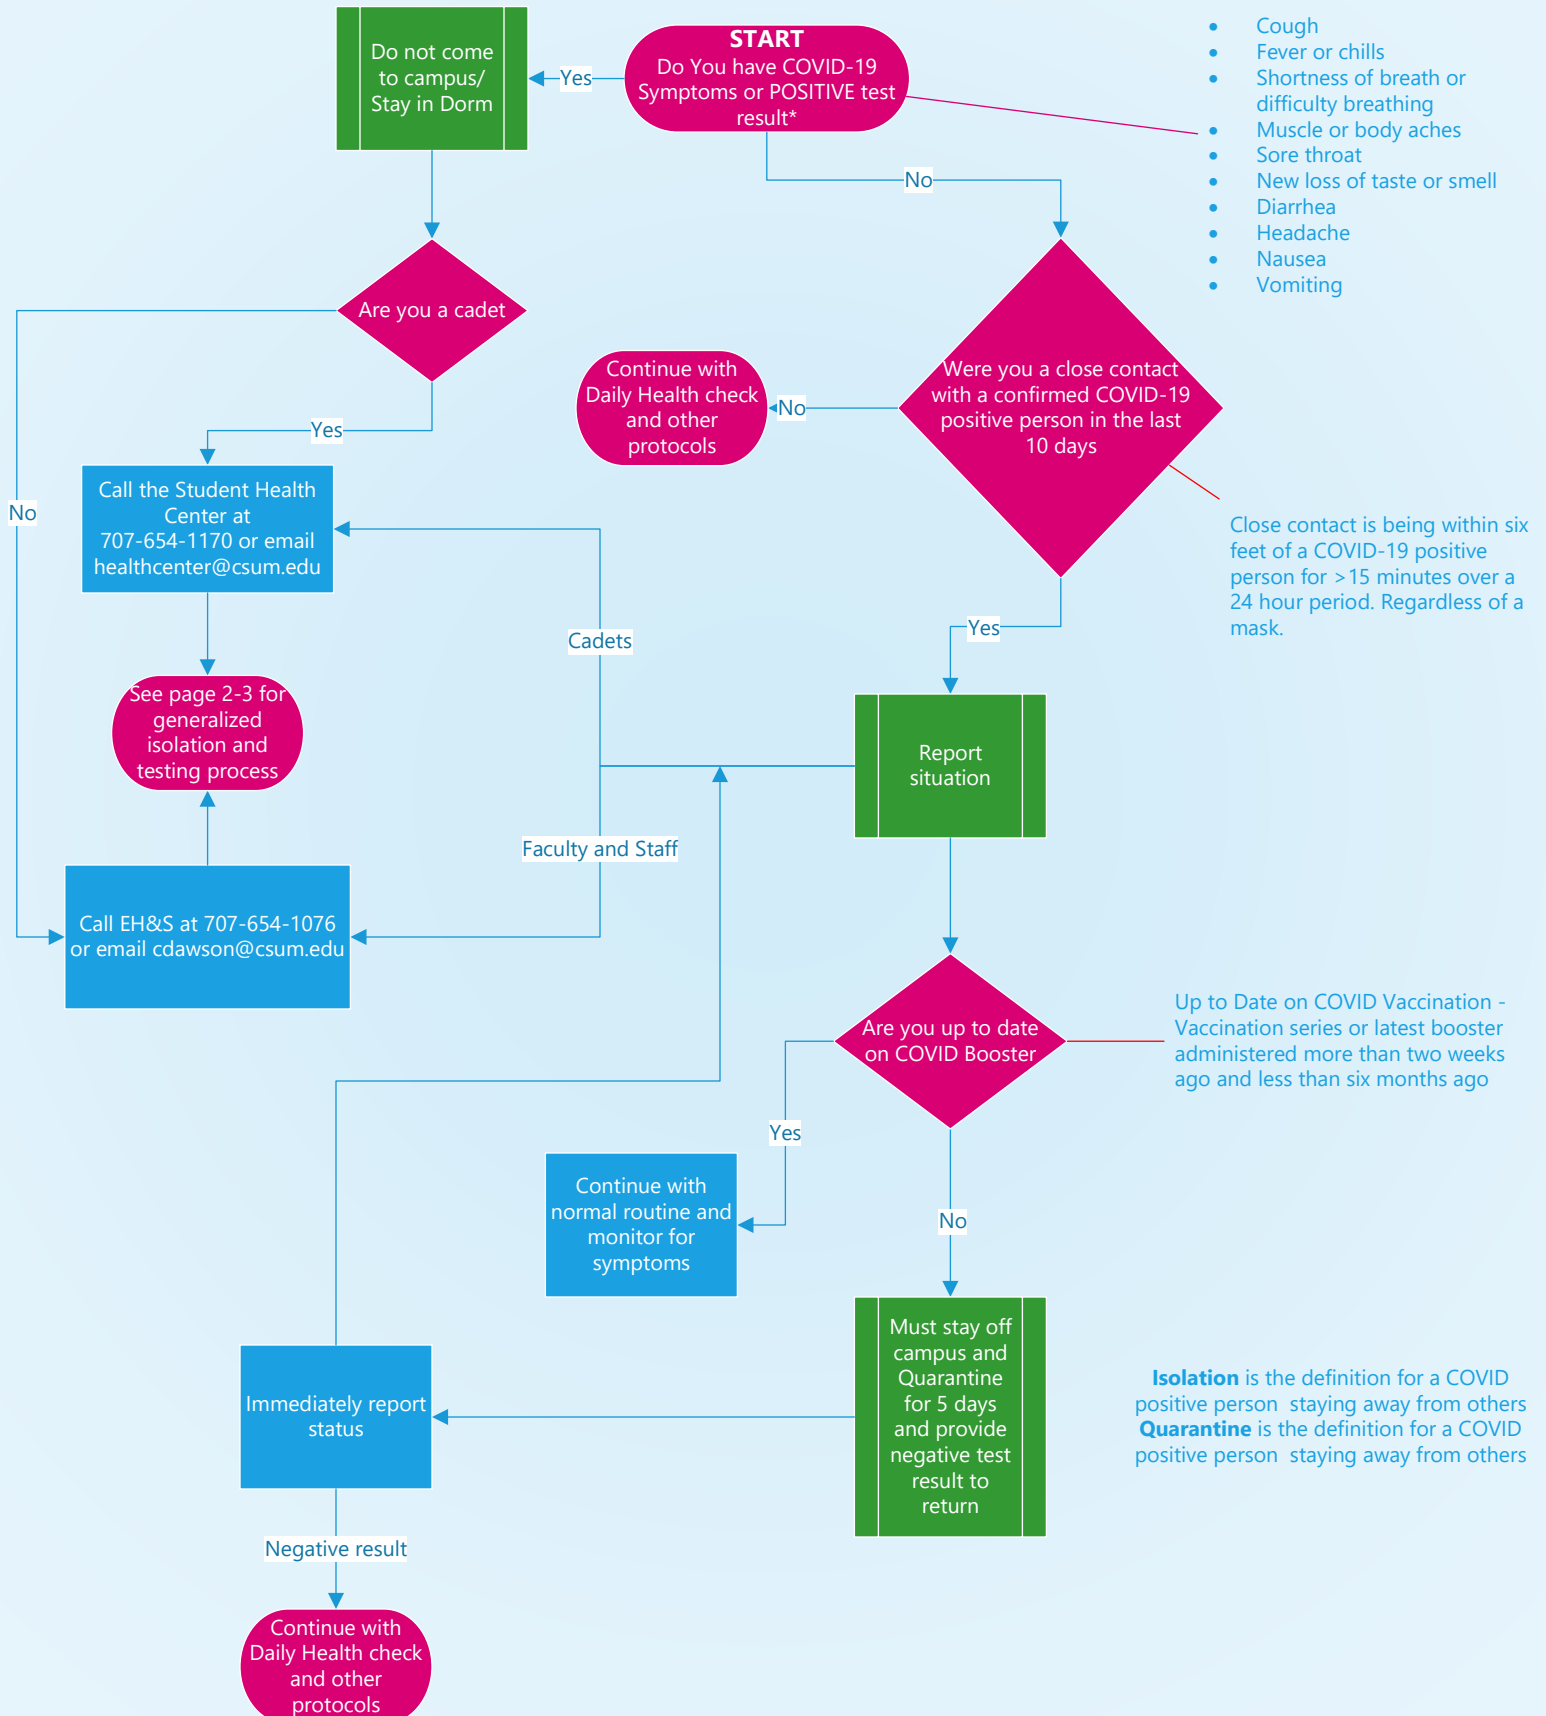 Do not come
to campus/
Stay in Dorm
Yes
START
Do You have COVID-19
Symptoms or POSITIVE test
result*
• Cough
• Fever or chills
• Shortness of breath or
difficulty breathing
• Muscle or body aches
• Sore throat
• New loss of taste or smell
• Diarrhea
• Headache
• Nausea
• Vomiting
No
Are you a cadet
Continue with
Daily Health check
and other
protocols
No
Were you a close contact
with a confirmed COVID-19
positive person in the last
10 days
Yes
No
Call the Student Health
Center at
707-654-1170 or email
healthcenter@csum.edu
Close contact is being within six
feet of a COVID-19 positive
person for >15 minutes over a
24 hour period. Regardless of a
mask.
Cadets
Yes
See page 2-3 for
generalized
isolation and
testing process
Report
situation
Faculty and Staff
Call EH&S at 707-654-1076
or email cdawson@csum.edu
Are you up to date
on COVID Booster
Up to Date on COVID Vaccination -
Vaccination series or latest booster
administered more than two weeks
ago and less than six months ago
Yes
Continue with
normal routine and
monitor for
symptoms
No
Immediately report
status
Must stay off
campus and
Quarantine
for 5 days
and provide
negative test
result to
return
Isolation is the definition for a COVID
positive person  staying away from others
Quarantine is the definition for a COVID
positive person  staying away from others
Negative result
Continue with
Daily Health check
and other
protocols